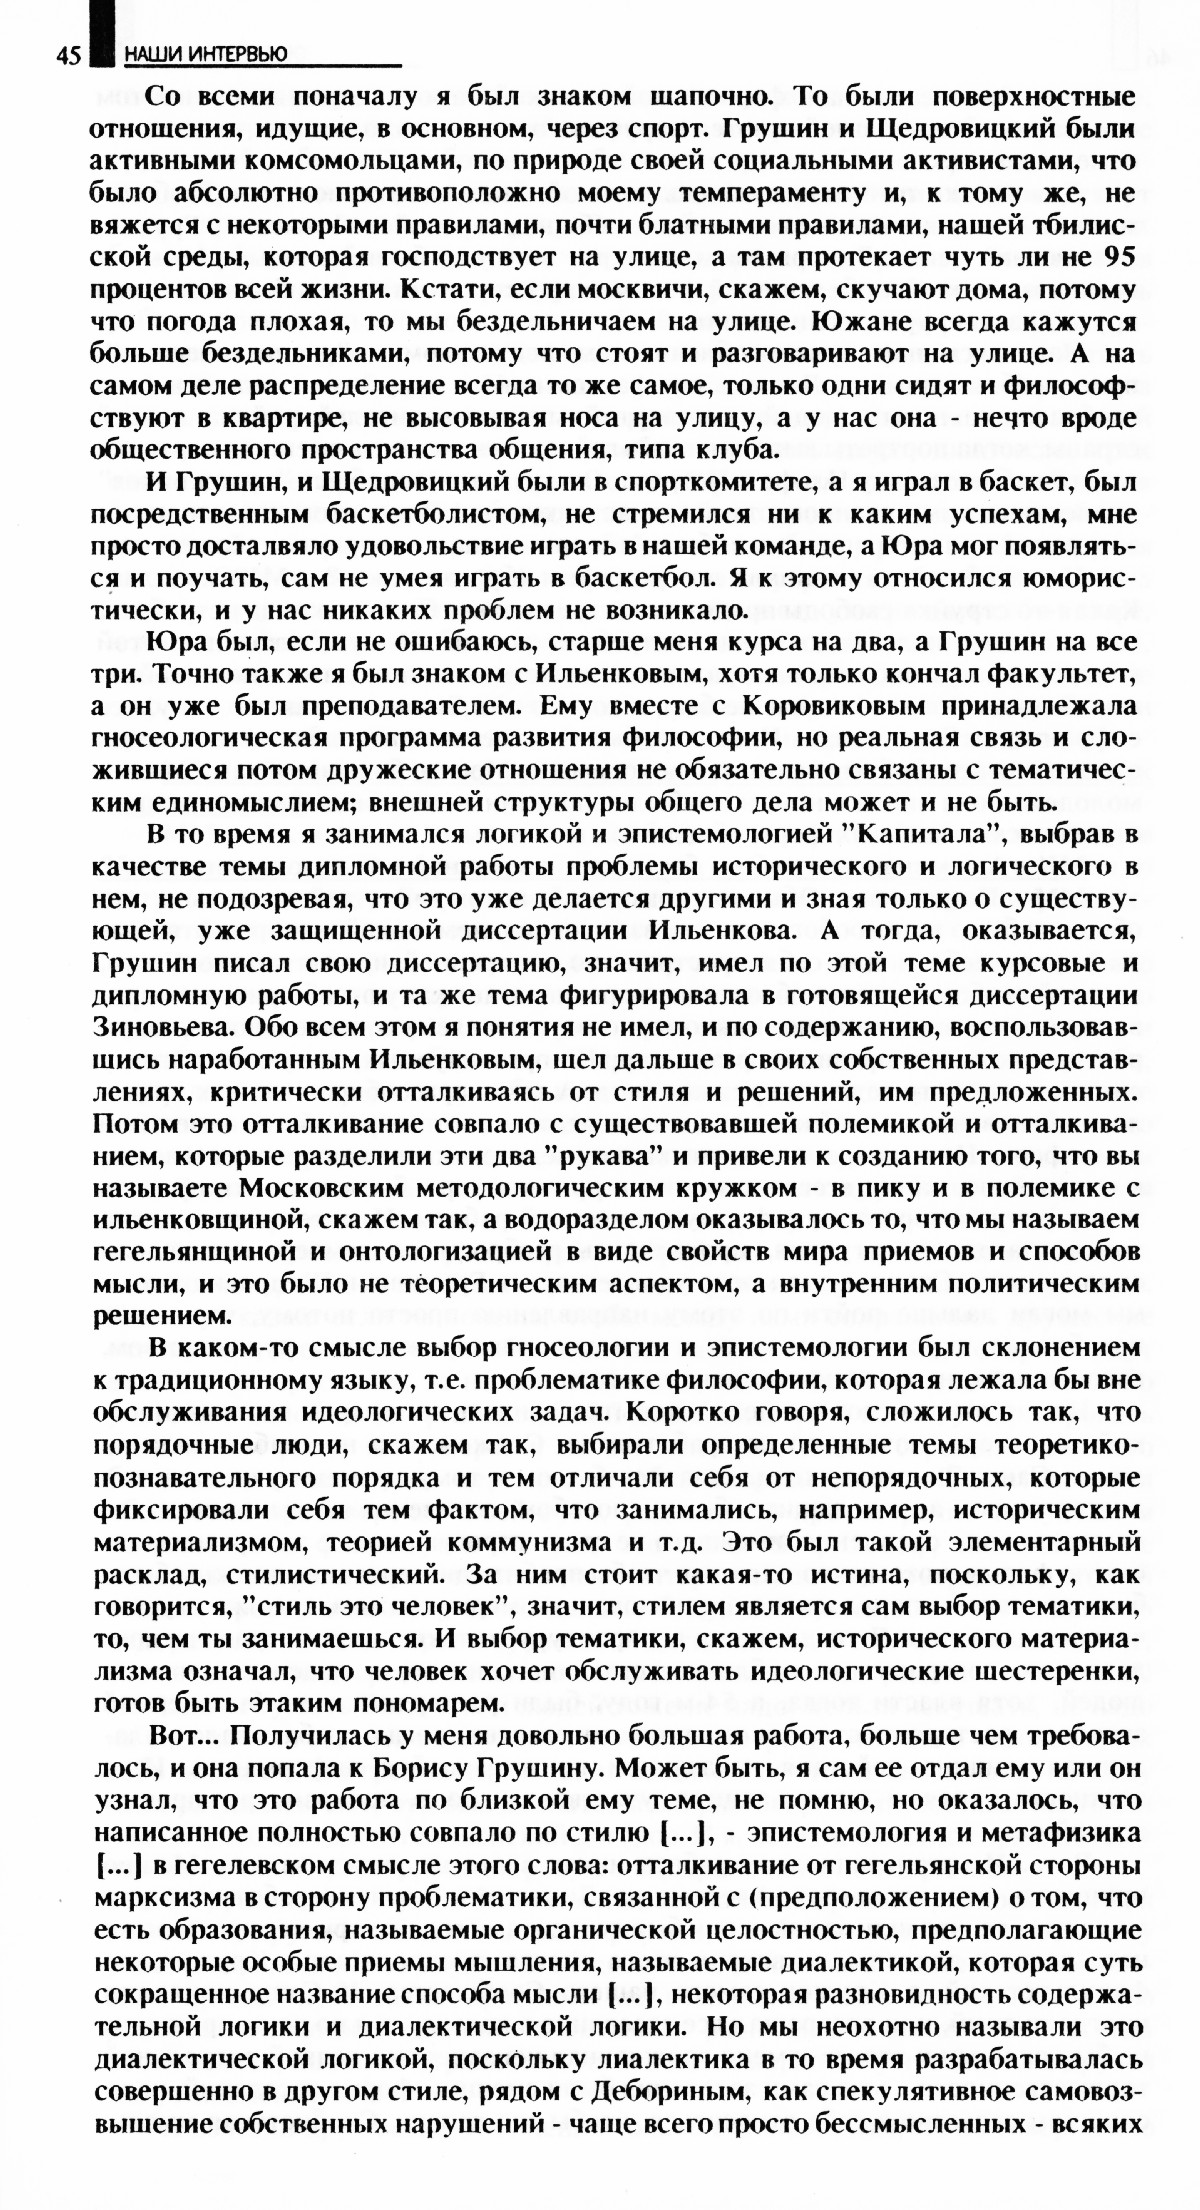 45 НАШИ ИНТЕРВЬЮ
Со всеми поначалу я был знаком шапочно. То были поверхностные
отношения, идущие, в основном, через спорт. Грушин и Щедровицкий были
активными комсомольцами, по природе своей социальными активистами, что
было абсолютно противоположно моему темпераменту и, к тому же, не
вяжется с некоторыми правилами, почти блатными правилами, нашей тбилис-
ской среды, которая господствует на улице, а там протекает чуть ли не 95
процентов всей жизни. Кстати, если москвичи, скажем, скучают дома, потому
что погода плохая, то мы бездельничаем на улице. Южане всегда кажутся
больше бездельниками, потому что стоят и разговаривают на улице. А на
самом деле распределение всегда то же самое, только одни сидят и философ-
ствуют в квартире, не высовывая носа на улицу, а у нас она - нечто вроде
общественного пространства общения, типа клуба.
И Грушин, и Щедровицкий были в спорткомитете, а я играл в баскет, был
посредственным баскетболистом, не стремился ни к каким успехам, мне
просто досталвяло удовольствие играть в нашей команде, а Юра мог появлять-
ся и поучать, сам не умея играть в баскетбол. Я к этому относился юморис-
тически, и у нас никаких проблем не возникало.
Юра был, если не ошибаюсь, старше меня курса на два, а Грушин на все
три. Точно также я был знаком с Ильенковым, хотя только кончал факультет,
а он уже был преподавателем. Ему вместе с Коровиковым принадлежала
гносеологическая программа развития философии, но реальная связь и сло-
жившиеся потом дружеские отношения не обязательно связаны с тематичес-
ким единомыслием; внешней структуры общего дела может и не быть.
В то время я занимался логикой и эпистемологией "Капитала", выбрав в
качестве темы дипломной работы проблемы исторического и логического в
нем, не подозревая, что это уже делается другими и зная только о существу-
ющей, уже защищенной диссертации Ильенкова. А тогда, оказывается,
Грушин писал свою диссертацию, значит, имел по этой теме курсовые и
дипломную работы, и та же тема фигурировала в готовящейся диссертации
Зиновьева. Обо всем этом я понятия не имел, и по содержанию, воспользовав-
шись наработанным Ильенковым, шел дальше в своих собственных представ-
лениях, критически отталкиваясь от стиля и решений, им предложенных.
Потом это отталкивание совпало с существовавшей полемикой и отталкива-
нием, которые разделили эти два "рукава" и привели к созданию того, что вы
называете Московским методологическим кружком - в пику и в полемике с
ильенковщиной, скажем так, а водоразделом оказывалось то, что мы называем
гегельянщиной и онтологизацией в виде свойств мира приемов и способов
мысли, и это было не теоретическим аспектом, а внутренним политическим
решением.
В каком-то смысле выбор гносеологии и эпистемологии был склонением
к традиционному языку, т.е. проблематике философии, которая лежала бы вне
обслуживания идеологических задач. Коротко говоря, сложилось так, что
порядочные люди, скажем так, выбирали определенные темы теоретико-
познавательного порядка и тем отличали себя от непорядочных, которые
фиксировали себя тем фактом, что занимались, например, историческим
материализмом, теорией коммунизма и т.д. Это был такой элементарный
расклад, стилистический. За ним стоит какая-то истина, поскольку, как
говорится, "стиль это человек", значит, стилем является сам выбор тематики,
то, чем ты занимаешься. И выбор тематики, скажем, исторического материа-
лизма означал, что человек хочет обслуживать идеологические шестеренки,
готов быть этаким пономарем.
Вот... Получилась у меня довольно большая работа, больше чем требова-
лось, и она попала к Борису Грушину. Может быть, я сам ее отдал ему или он
узнал, что это работа по близкой ему теме, не помню, но оказалось, что
написанное полностью совпало по стилю [...], - эпистемология и метафизика
[...] в гегелевском смысле этого слова: отталкивание от гегельянской стороны
марксизма в сторону проблематики, связанной с (предположением) о том, что
есть образования, называемые органической целостностью, предполагающие
некоторые особые приемы мышления, называемые диалектикой, которая суть
сокращенное название способа мысли [...], некоторая разновидность содержа-
тельной логики и диалектической логики. Но мы неохотно называли это
диалектической логикой, поскольку лиалектика в то время разрабатывалась
совершенно в другом стиле, рядом с Дебориным, как спекулятивное самовоз-
вышение собственных нарушений - чаще всего просто бессмысленных - всяких